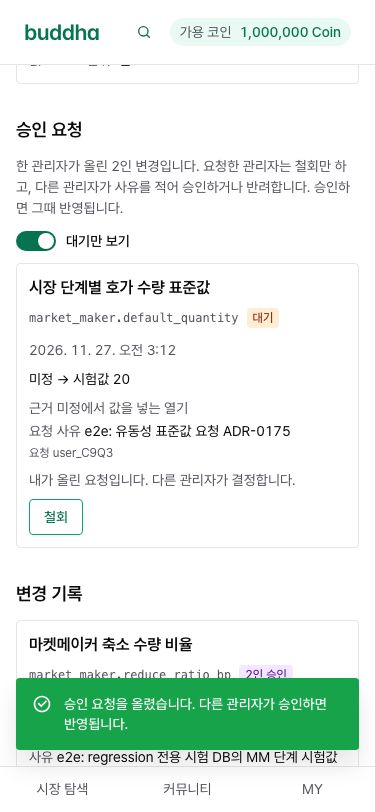 buddha
가용 코인 1,000,000 Coin
승인 요청
한 관리자가 올린 2인 변경입니다. 요청한 관리자는 철회만 하
고, 다른 관리자가 사유를 적어 승인하거나 반려합니다. 승인하
면 그때 반영됩니다.
대기만 보기
시장 단계별 호가 수량 표준값
market_maker.default_quantity 대기
2026. 11. 27. 오전 3:12
미정 → 시험값 20
근거 미정에서 값을 넣는 열기
요청 사유 e2e: 유동성 표준값 요청 ADR-0175
요청 user_C9Q3
내가 올린 요청입니다. 다른 관리자가 결정합니다.
철회
변경 기록
마켓메이커 축소 수량 비율
market_maker.reduce_ratio_bp 2인 승인
승인 요청을 올렸습니다. 다른 관리자가 승인하면
반영됩니다.
사유 e2e: regression 전용 시험 DB의 MM 단계 시험값
시장 탐색
커뮤니티
MY